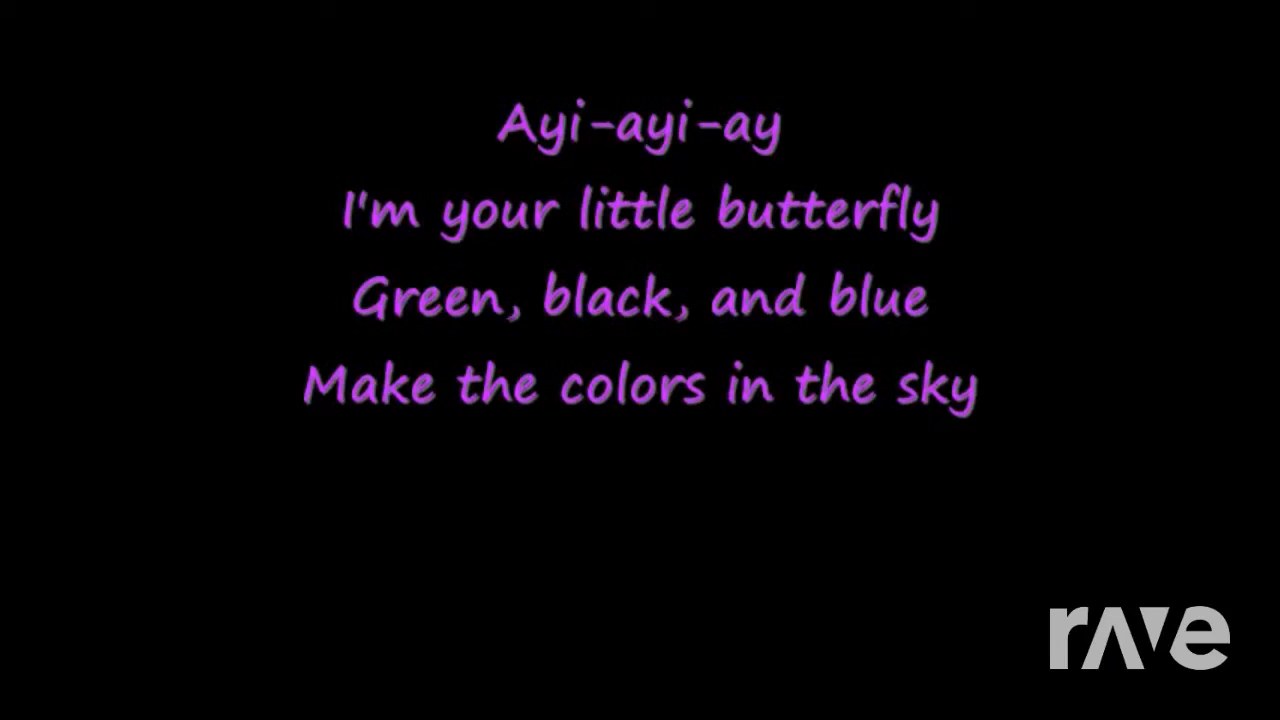 Ayi-ayi-ay
I'm your little butterfly
Green, black, and blue
Make the colors in the sky
rave